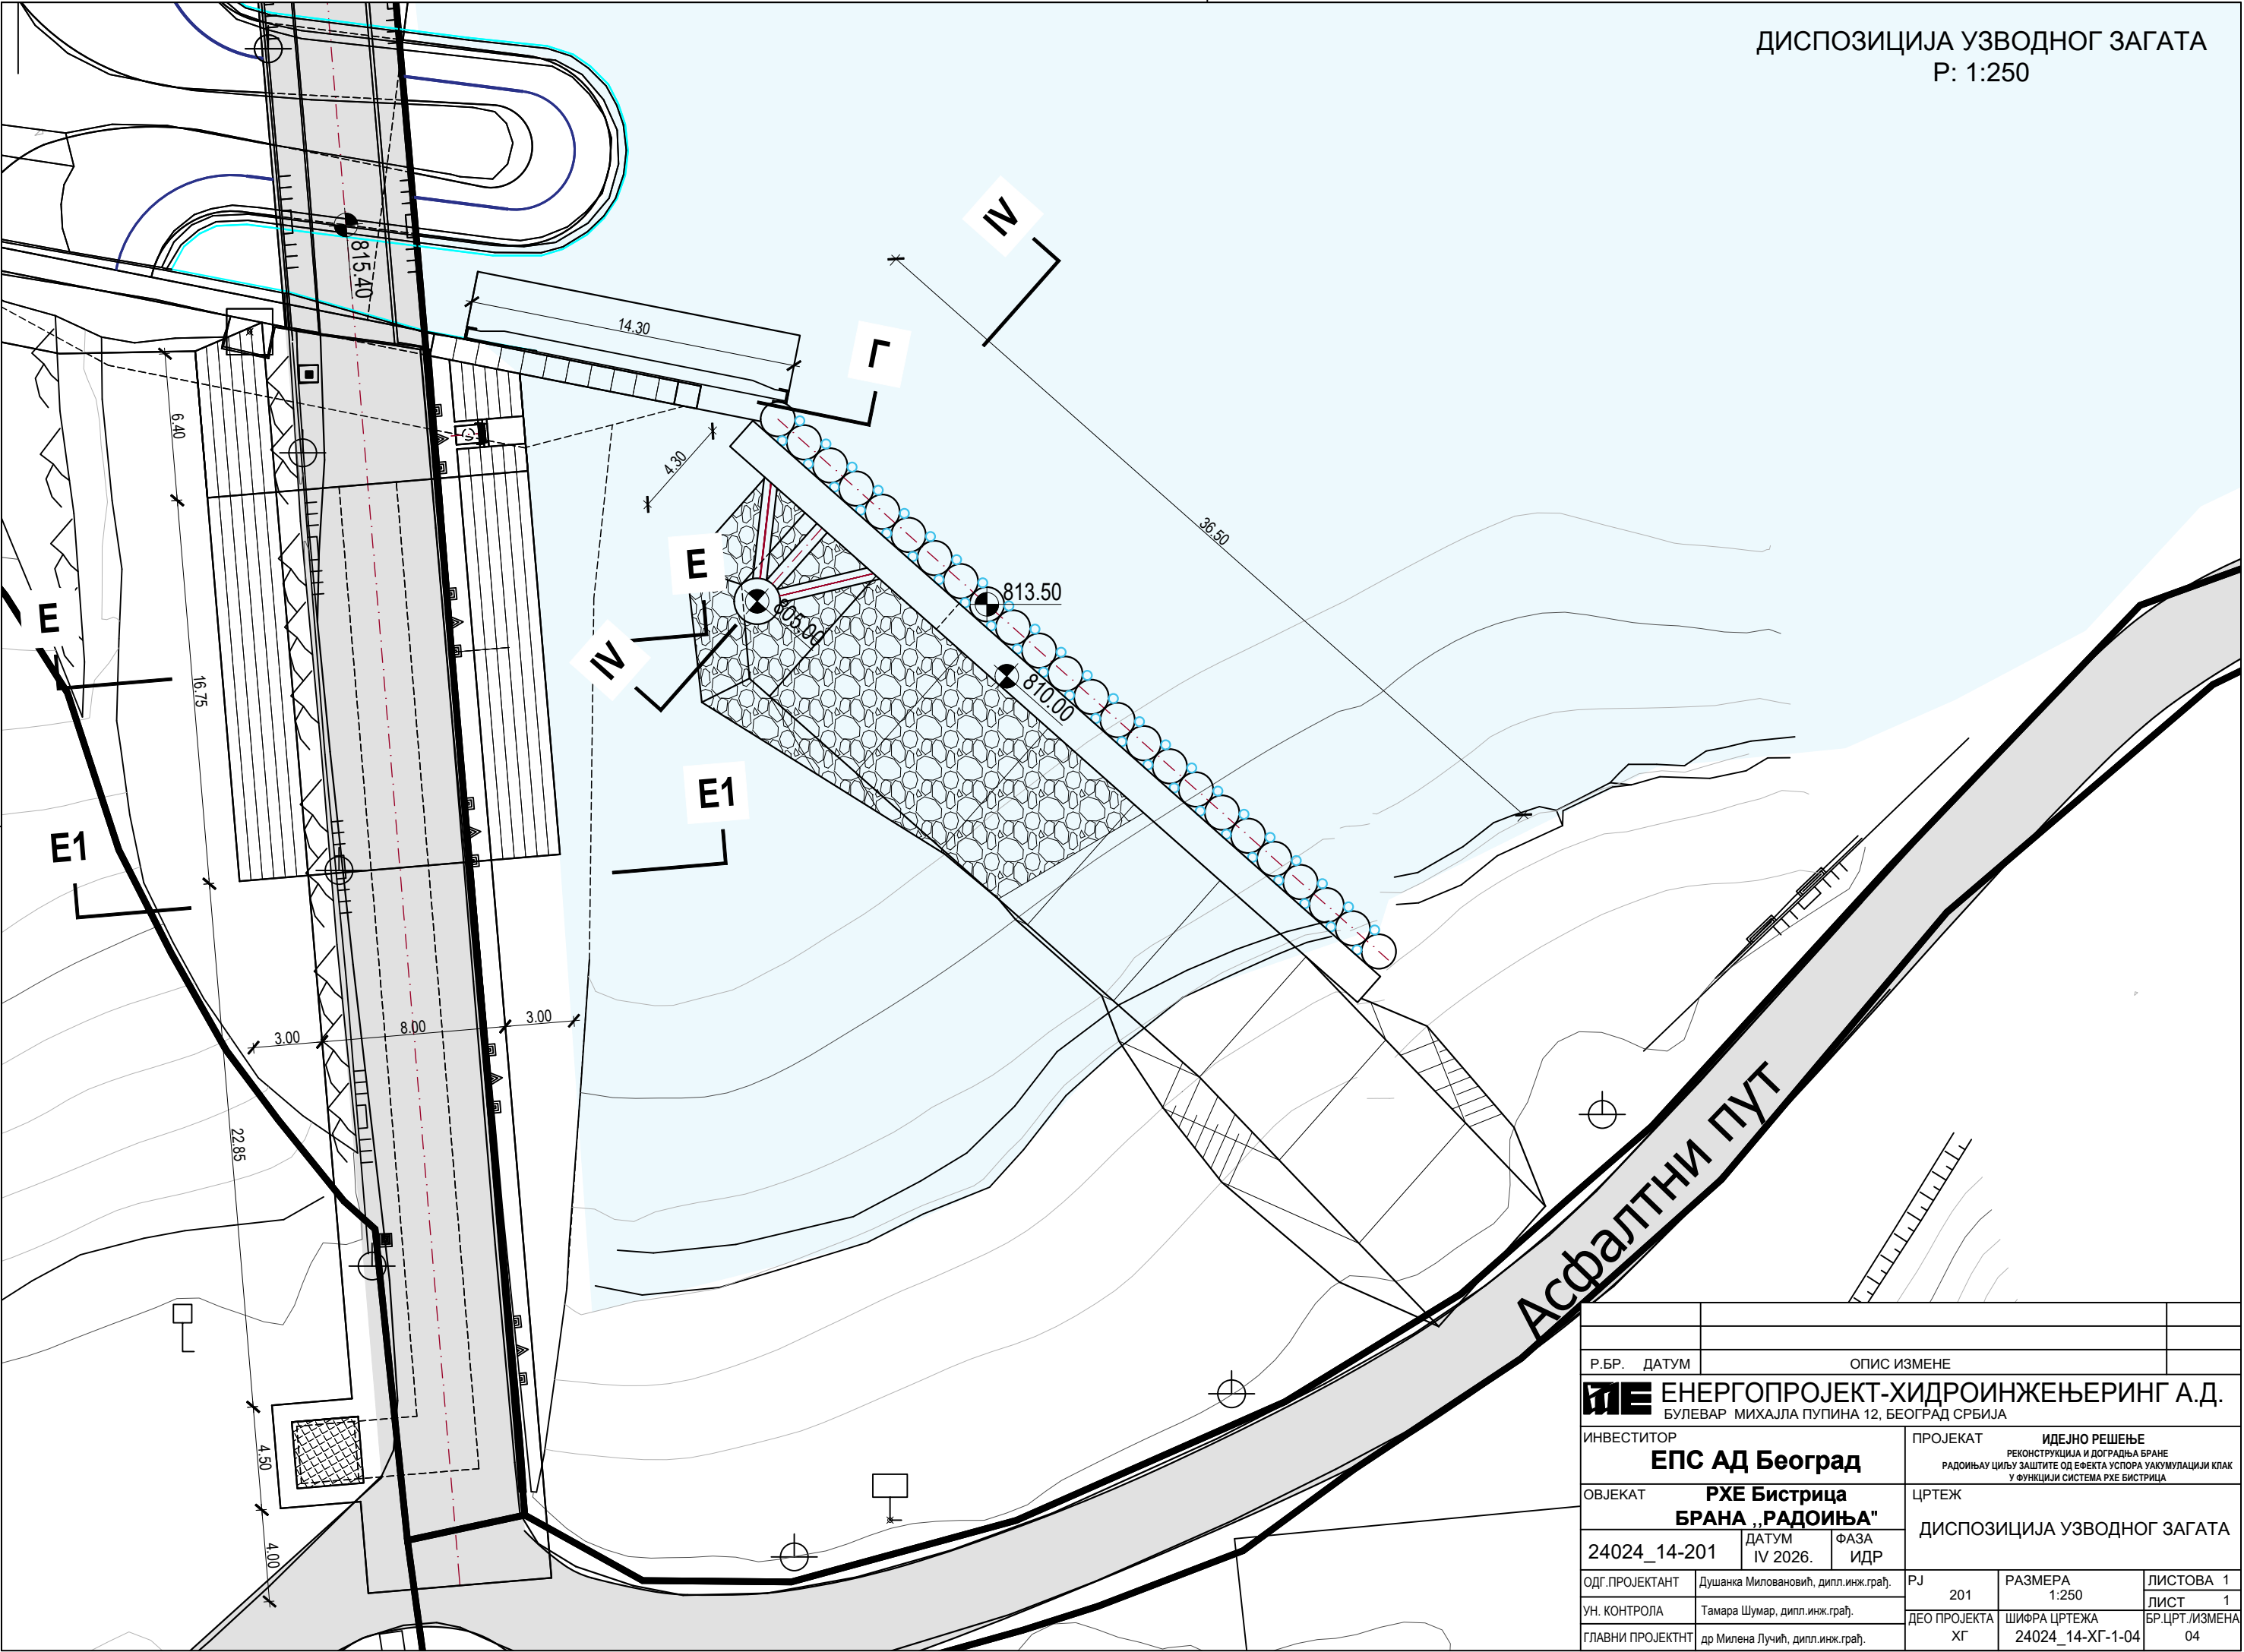 ДИСПОЗИЦИЈА УЗВОДНОГ ЗАГАТА
Р: 1:250
IV
815.40
14.30
Г
6.40
4.30
36.50
Е
813.50
Е
805.00
IV
810.00
16.75
Е1
Е1
3.00
8.00
3.00
22.85
Асфалтни пут
4.50
4.00
Р.БР.
ДАТУМ
ОПИС ИЗМЕНЕ
ЕНЕРГОПРОЈЕКТ-ХИДРОИНЖЕЊЕРИНГ А.Д.
БУЛЕВАР МИХАЈЛА ПУПИНА 12, БЕОГРАД СРБИЈА
ИНВЕСТИТОР
ЕПС АД Београд
ПРОЈЕКАТ
ИДЕЈНО РЕШЕЊЕ
РЕКОНСТРУКЦИЈА И ДОГРАДЊА БРАНЕ
РАДОИЊАУ ЦИЉУ ЗАШТИТЕ ОД ЕФЕКТА УСПОРА УАКУМУЛАЦИЈИ КЛАК
У ФУНКЦИЈИ СИСТЕМА РХЕ БИСТРИЦА
ОВЈЕКАТ
РХЕ Бистрица
БРАНА ,,РАДОИЊА"
ЦРТЕЖ
ДИСПОЗИЦИЈА УЗВОДНОГ ЗАГАТА
24024_14-201
ДАТУМ
IV 2026.
ФАЗА
ИДР
ОДГ.ПРОЈЕКТАНТ
Душанка Миловановић, дипл.инж.грађ.
РЈ
201
РАЗМЕРА
1:250
ЛИСТОВА 1
ЛИСТ 1
УН. КОНТРОЛА
Тамара Шумар, дипл.инж.грађ.
ДЕО ПРОЈЕКТА
ХГ
ШИФРА ЦРТЕЖА
24024_14-ХГ-1-04
БР.ЦРТ./ИЗМЕНА
04
ГЛАВНИ ПРОЈЕКТНТ
др Милена Лучић, дипл.инж.грађ.